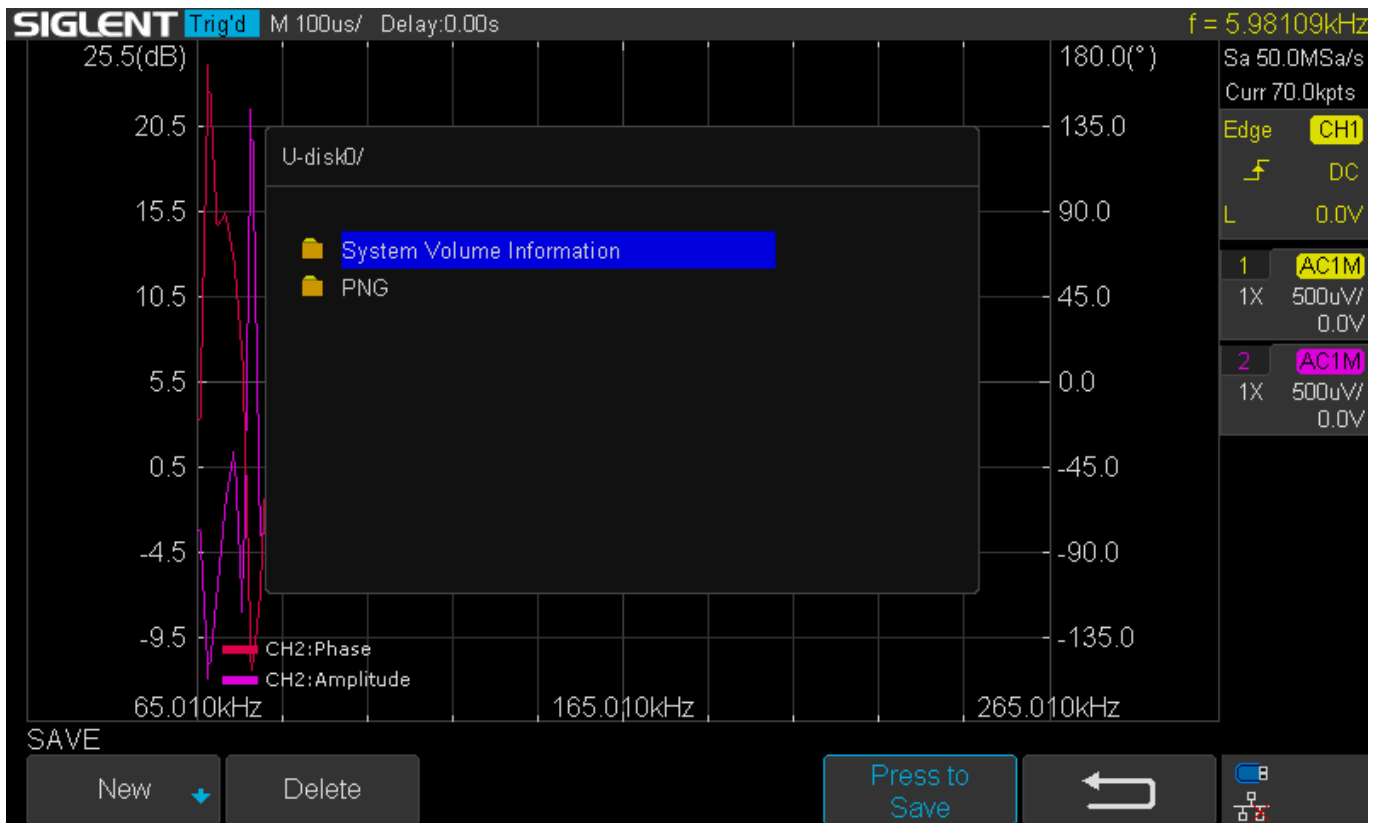 SIGLENT Trig'd M 100us/ Delay:0.00s f = 5.98109kHz
25.5(dB) 180.0(°) Sa 50.0MSa/s
Curr 70.0kpts
20.5 135.0 Edge CH1
U-disk0/
DC
15.5 90.0 L 0.0V
System Volume Information
1 AC1M
PNG
10.5 45.0 1X 500uV/
0.0V
2 AC1M
5.5 0.0 1X 500uV/
0.0V
0.5 -45.0
-4.5 -90.0
-9.5 -135.0
CH2:Phase
CH2:Amplitude
65.010kHz 165.010kHz 265.010kHz
SAVE
New Delete Press to
Save